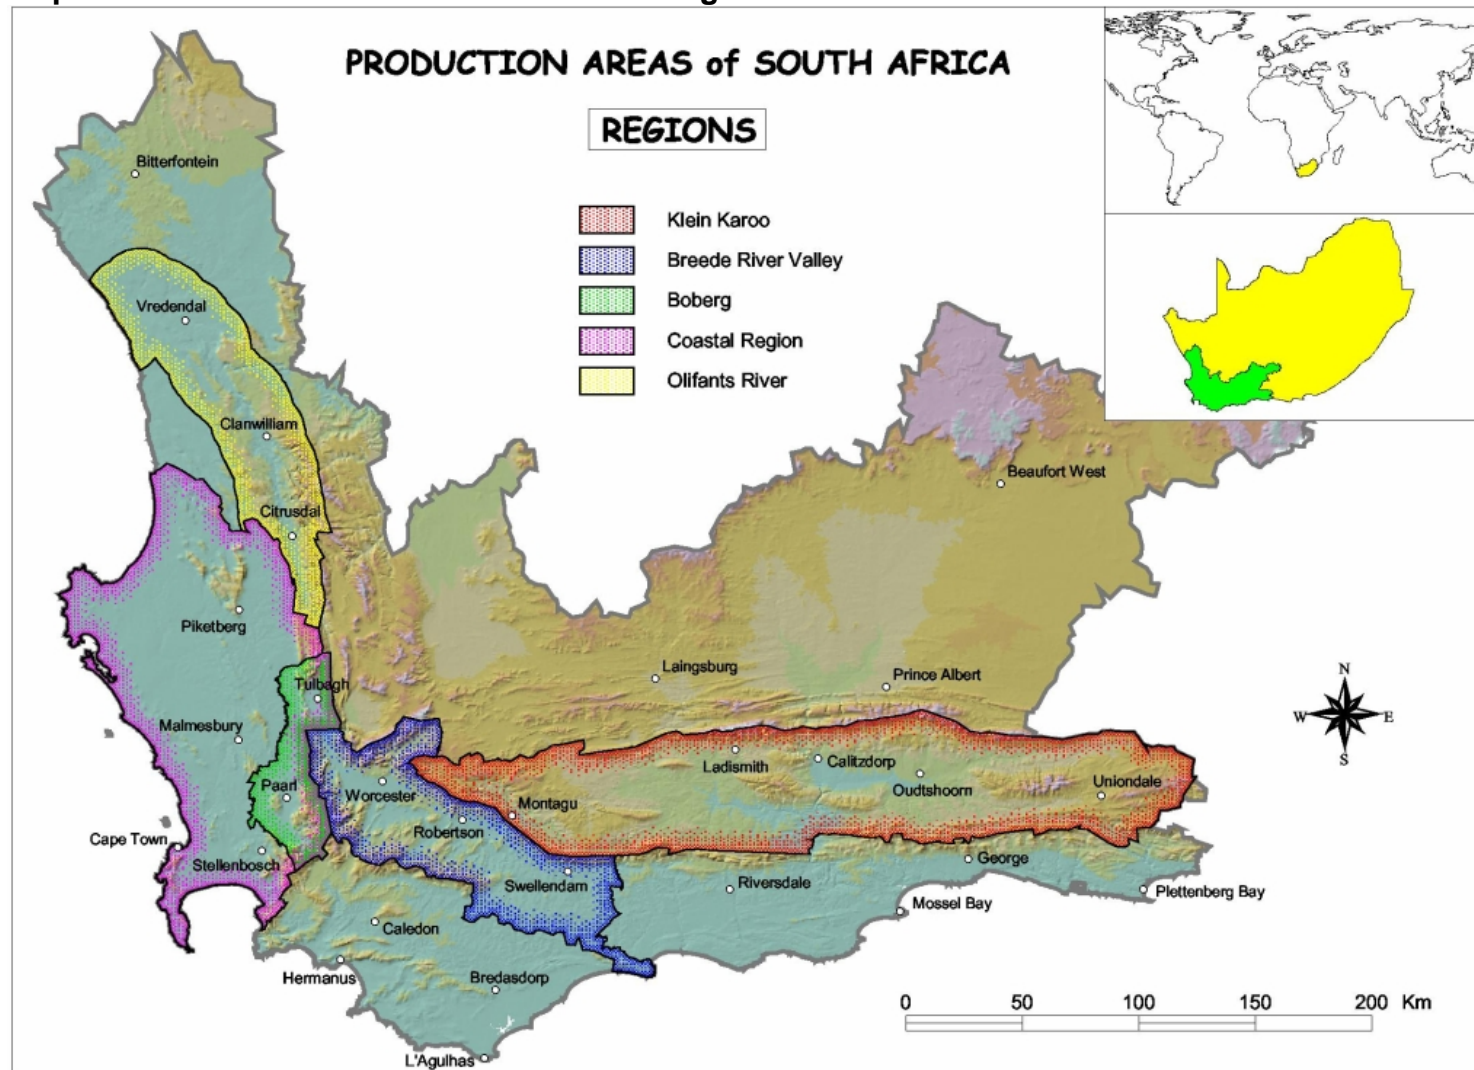 PRODUCTION AREAS of SOUTH AFRICA
REGIONS
Klein Karoo
Breede River Valley
Boberg
Coastal Region
Olifants River
Bitterfontein
Vredendal
Clanwilliam
Citrusdal
Piketberg
Tulbagh
Malmesbury
Paarl
Cape Town
Stellenbosch
Worcester
Robertson
Montagu
Swellendam
Caledon
Hermanus
Bredasdorp
L'Agulhas
Beaufort West
Laingsburg
Prince Albert
Ladismith
Calitzdorp
Oudtshoorn
Uniondale
George
Riversdale
Mossel Bay
Plettenberg Bay
N
W
E
S
0 50 100 150 200 Km